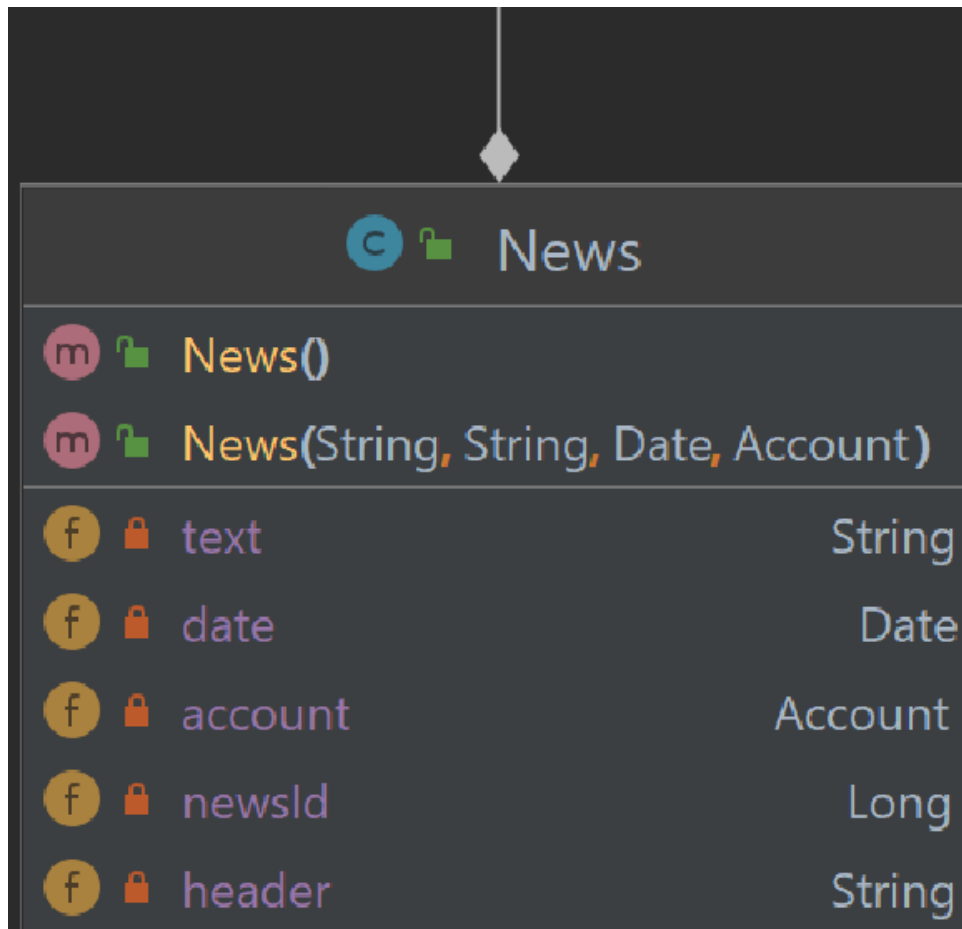 C News
m News()
m News(String, String, Date, Account)
f text String
f date Date
f account Account
f newsId Long
f header String